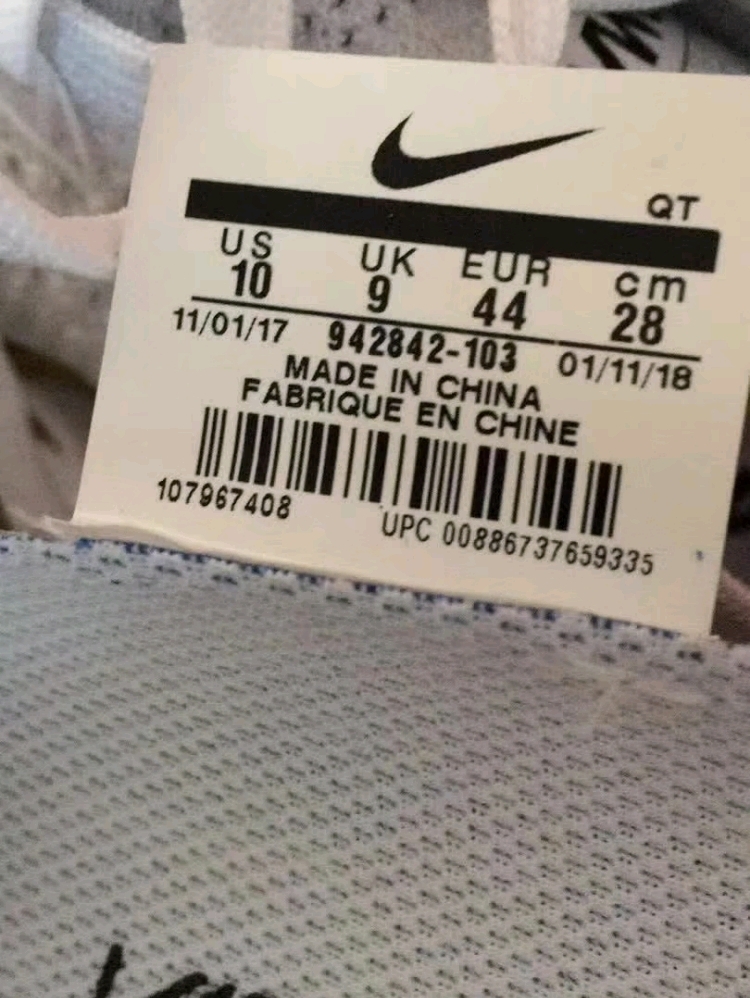 QT
US UK EUR cm
10 9 44 28
11/01/17 942842-103 01/11/18
MADE IN CHINA
FABRIQUE EN CHINE
107967408 UPC 00886737659335